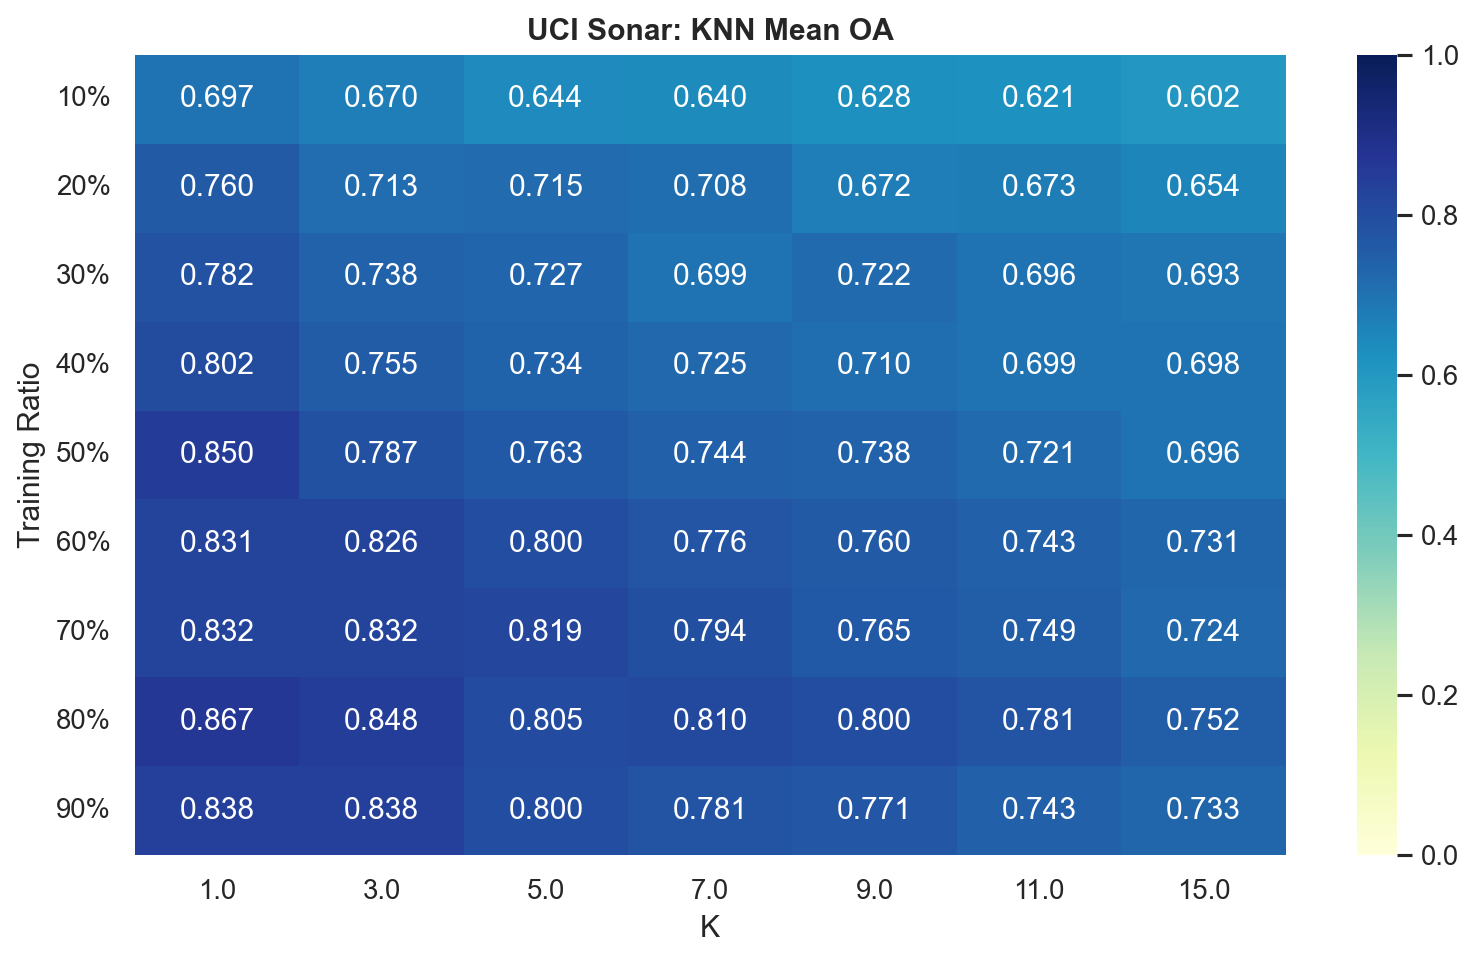 UCI Sonar: KNN Mean OA
10% 0.697 0.670 0.644 0.640 0.628 0.621 0.602
20% 0.760 0.713 0.715 0.708 0.672 0.673 0.654
30% 0.782 0.738 0.727 0.699 0.722 0.696 0.693
40% 0.802 0.755 0.734 0.725 0.710 0.699 0.698
50% 0.850 0.787 0.763 0.744 0.738 0.721 0.696
60% 0.831 0.826 0.800 0.776 0.760 0.743 0.731
70% 0.832 0.832 0.819 0.794 0.765 0.749 0.724
80% 0.867 0.848 0.805 0.810 0.800 0.781 0.752
90% 0.838 0.838 0.800 0.781 0.771 0.743 0.733
1.0 3.0 5.0 7.0 9.0 11.0 15.0
K
Training Ratio
1.0
0.8
0.6
0.4
0.2
0.0